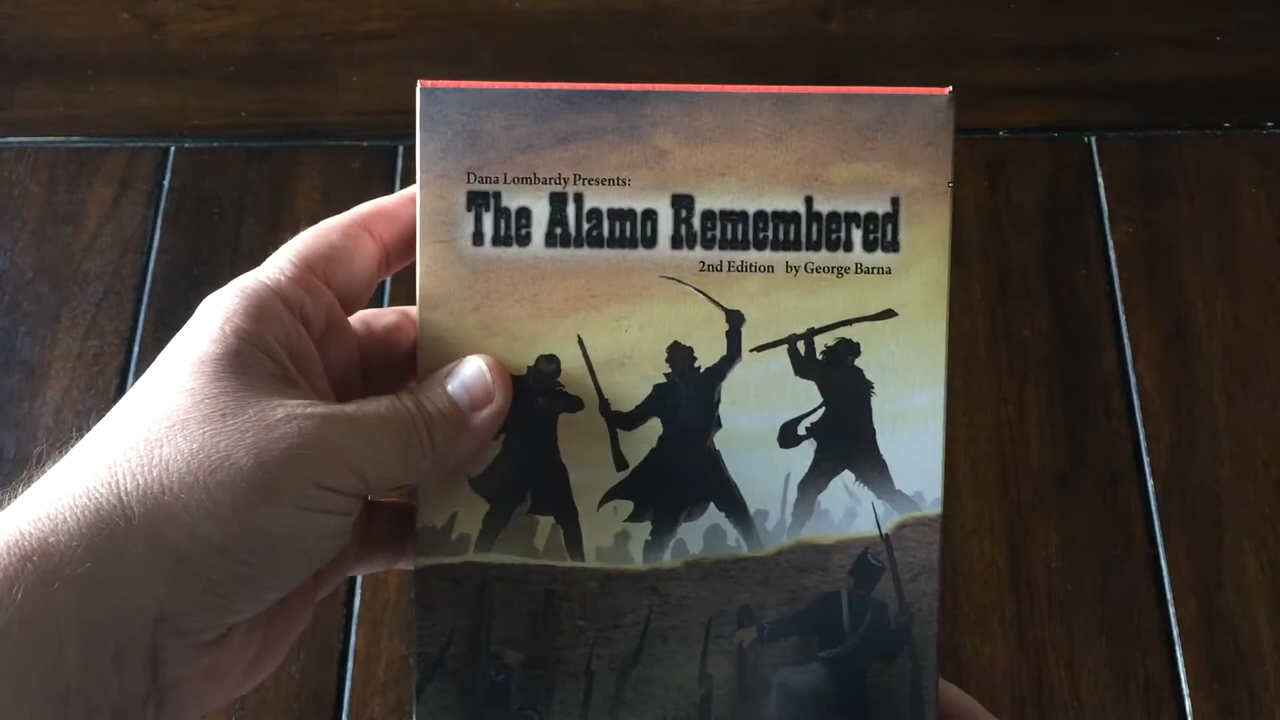 Dana Lombardy Presents:
The Alamo Remembered
2nd Edition by George Barna